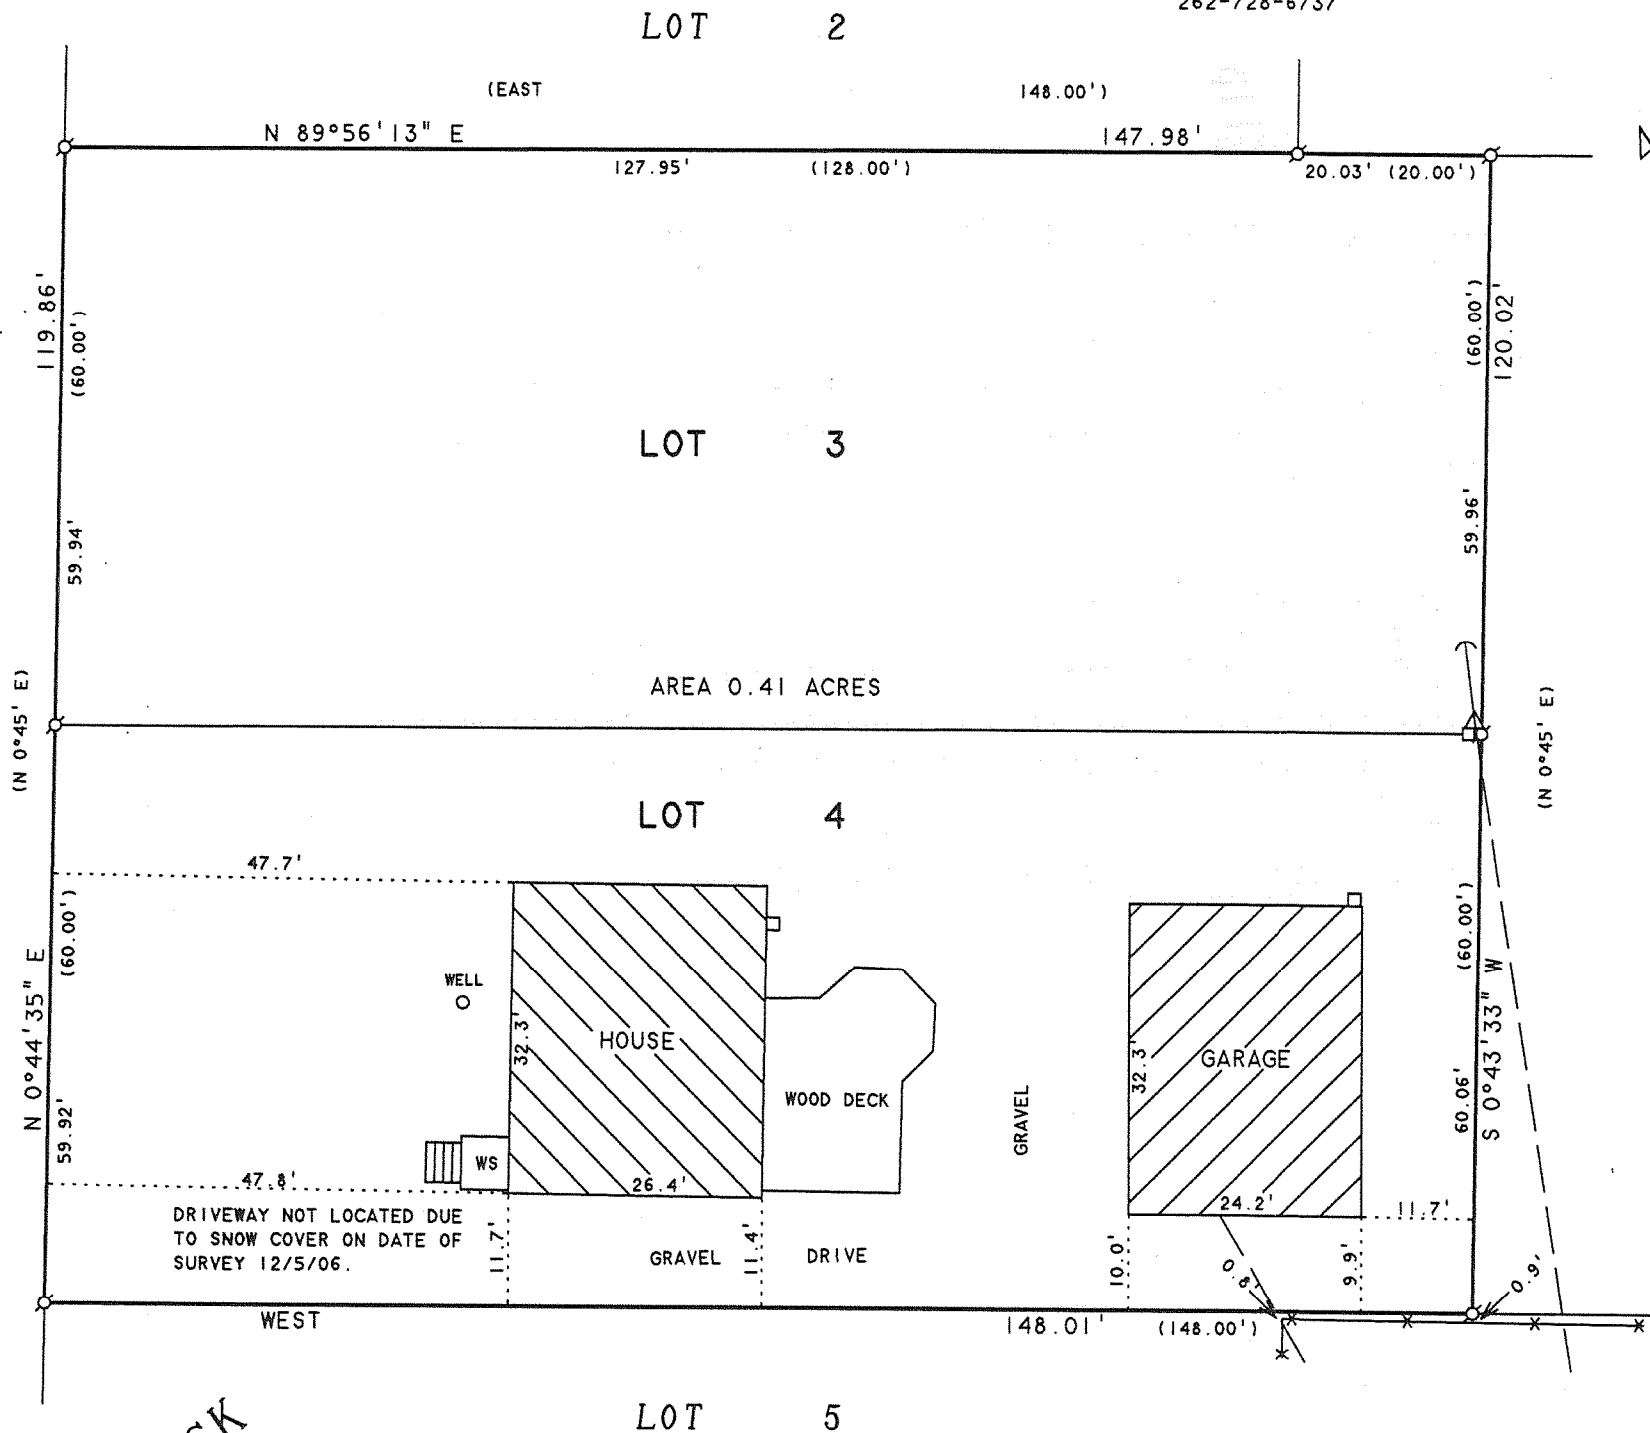 262-728-6737
LOT 2
(EAST 148.00')
N 89°56'13" E 147.98'
127.95' (128.00') 20.03' (20.00')
119.86'
(60.00')
(60.00')
120.02'
LOT 3
59.94'
59.96'
AREA 0.41 ACRES
(N 0°45' E)
(N 0°45' E)
LOT 4
47.7'
(60.00')
(60.00')
N 0°44'35" E
S 0°43'33" W
WELL
32.3'
HOUSE
WOOD DECK
GRAVEL
32.3'
GARAGE
59.92'
60.06'
WS
47.8'
26.4'
24.2'
11.7'
DRIVEWAY NOT LOCATED DUE
TO SNOW COVER ON DATE OF
SURVEY 12/5/06.
11.7'
GRAVEL DRIVE
11.4'
10.0'
0.8'
9.9'
0.9'
WEST 148.01' (148.00')
LOT 5